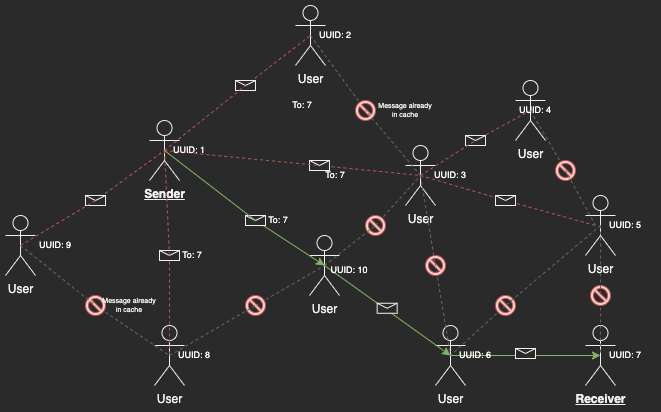 UUID: 2
User
To: 7
Message already
in cache
UUID: 4
User
UUID: 1
Sender
To: 7
UUID: 3
User
To: 7
UUID: 5
User
UUID: 9
User
To: 7
UUID: 10
User
Message already
in cache
UUID: 8
User
UUID: 6
User
UUID: 7
Receiver